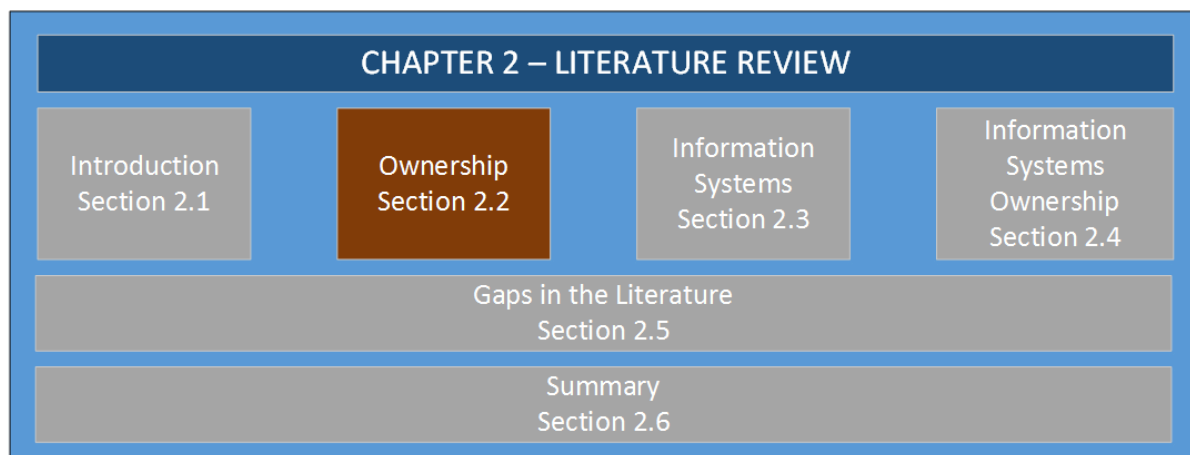 CHAPTER 2 – LITERATURE REVIEW
Introduction
Section 2.1
Ownership
Section 2.2
Information
Systems
Section 2.3
Information
Systems
Ownership
Section 2.4
Gaps in the Literature
Section 2.5
Summary
Section 2.6